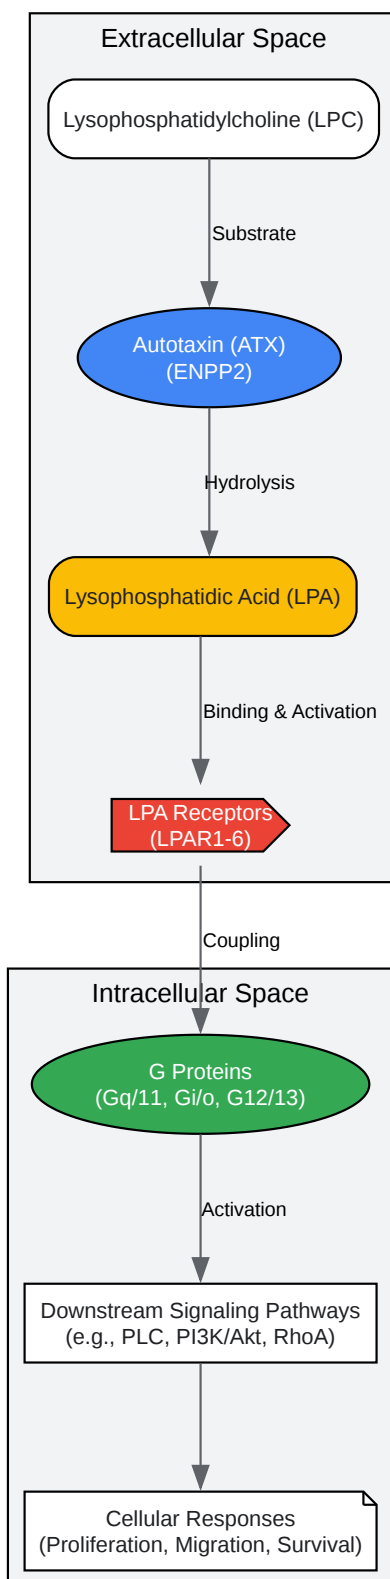 Extracellular Space
Lysophosphatidylcholine (LPC)
Substrate
Autotaxin (ATX)
(ENPP2)
Hydrolysis
Lysophosphatidic Acid (LPA)
Binding & Activation
LPA Receptors
(LPAR1-6)
Coupling
Intracellular Space
G Proteins
(Gq/11, Gi/o, G12/13)
Activation
Downstream Signaling Pathways
(e.g., PLC, PI3K/Akt, RhoA)
Cellular Responses
(Proliferation, Migration, Survival)